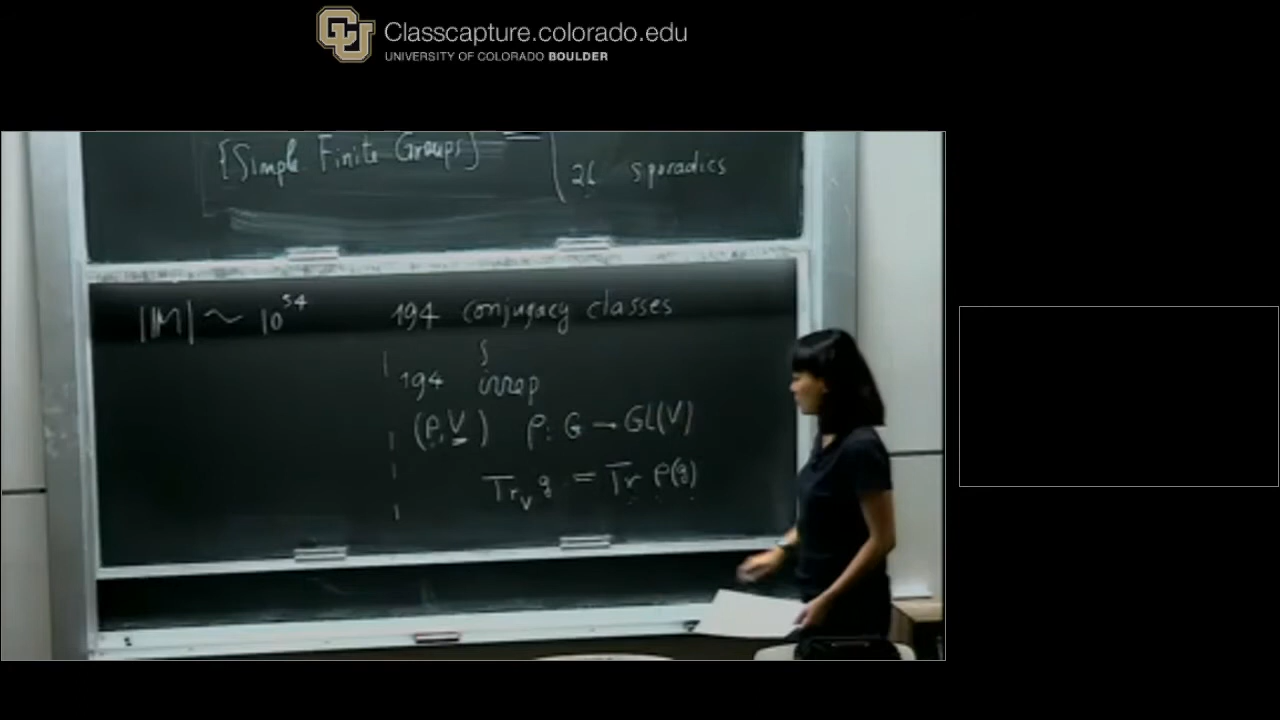 CU Classcapture.colorado.edu
UNIVERSITY OF COLORADO BOULDER
{Simple Finite Groups} =
26 sporadics
|M| ~ 10^54
194 conjugacy classes
194 irrep
(ρ, V) ρ: G → GL(V)
Tr_V g = Tr ρ(g)